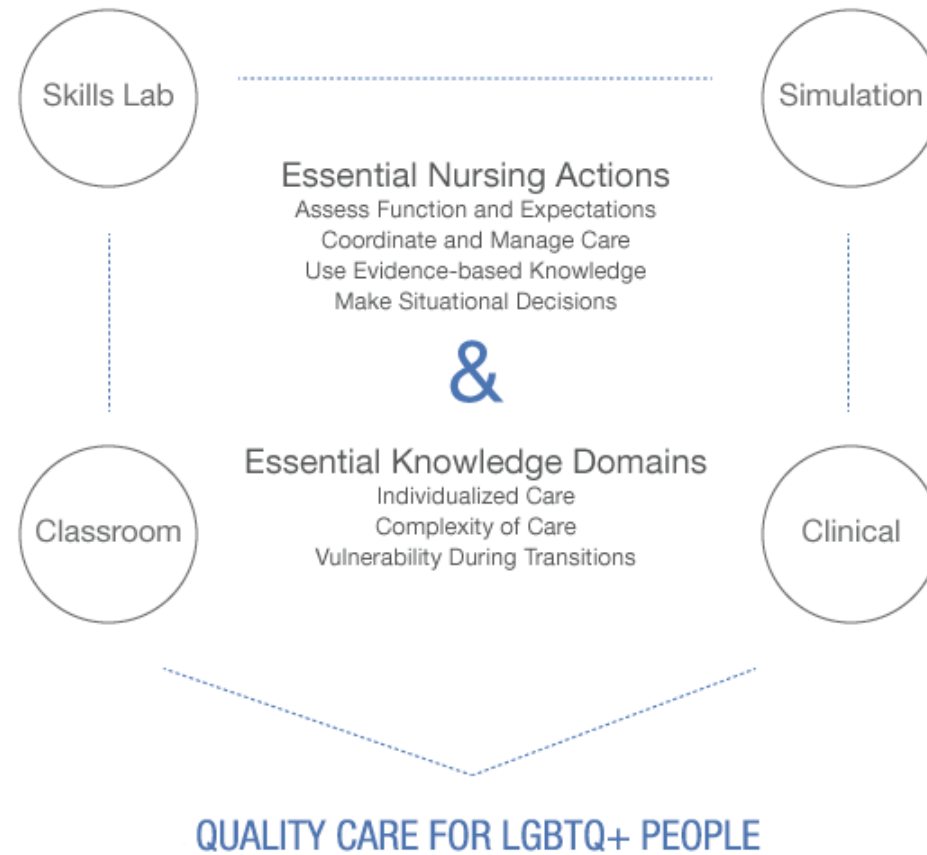 Skills Lab
Simulation
Essential Nursing Actions
Assess Function and Expectations
Coordinate and Manage Care
Use Evidence-based Knowledge
Make Situational Decisions
&
Essential Knowledge Domains
Individualized Care
Complexity of Care
Vulnerability During Transitions
Classroom
Clinical
QUALITY CARE FOR LGBTQ+ PEOPLE